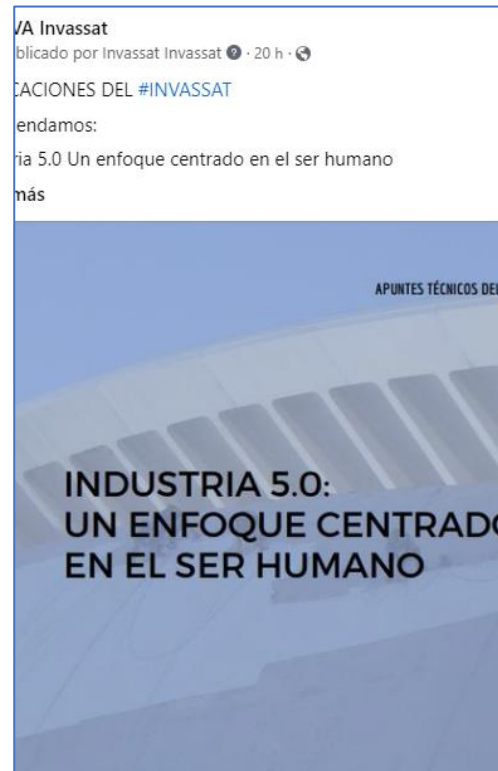 VA Invassat
blicado por Invassat Invassat · 20 h ·
CACIONES DEL #INVASSAT
endamos:
ria 5.0 Un enfoque centrado en el ser humano
más
APUNTES TÉCNICOS DEL
INDUSTRIA 5.0:
UN ENFOQUE CENTRADO
EN EL SER HUMANO